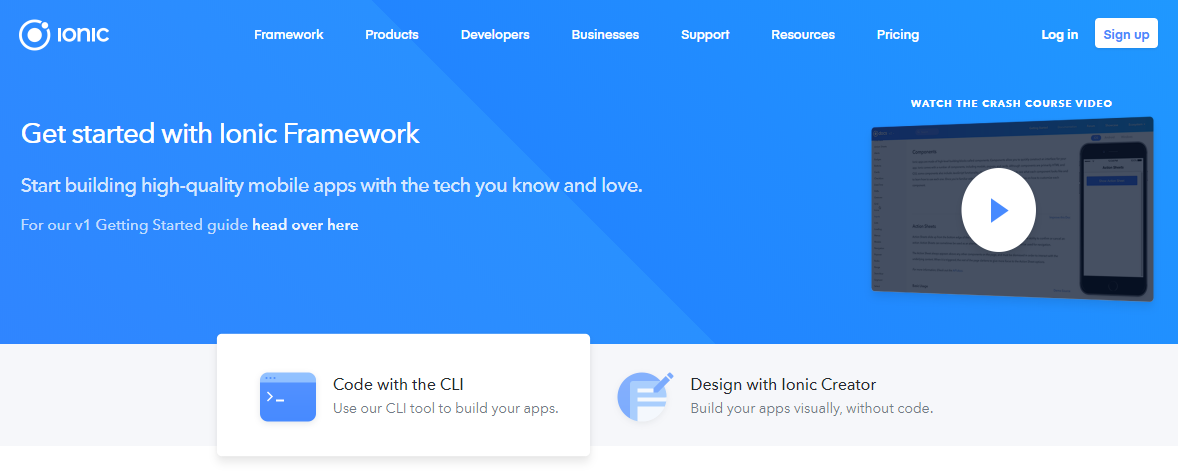 IONIC
Framework
Products
Developers
Businesses
Support
Resources
Pricing
Log in
Sign up
WATCH THE CRASH COURSE VIDEO
Get started with Ionic Framework
Start building high-quality mobile apps with the tech you know and love.
For our v1 Getting Started guide head over here
Code with the CLI
Use our CLI tool to build your apps.
Design with Ionic Creator
Build your apps visually, without code.